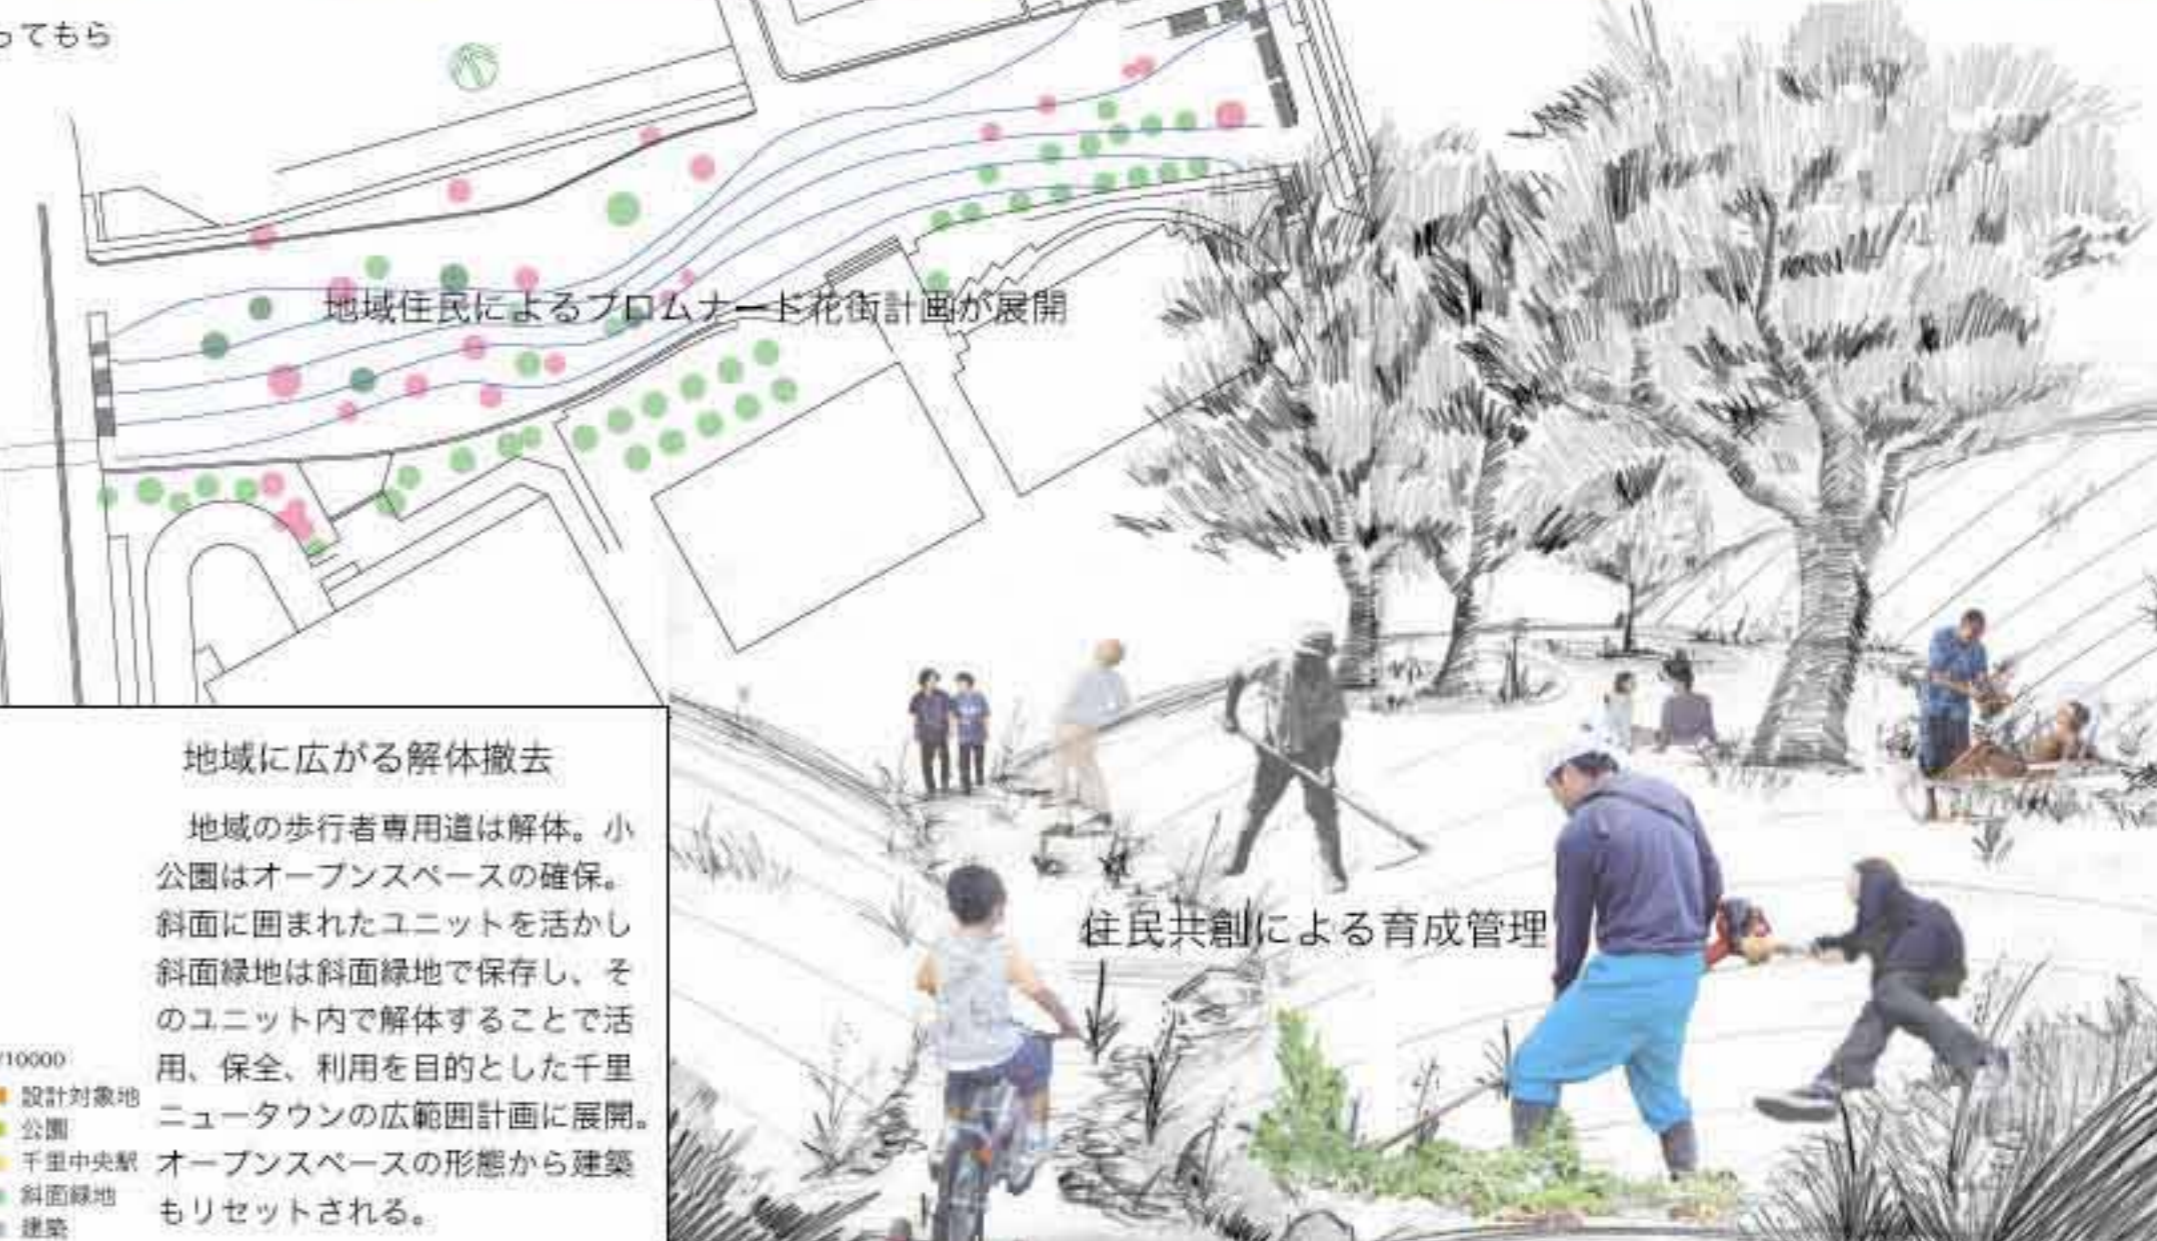 ってもら
地域住民によるプロムナード花街計画が展開
地域に広がる解体撤去
地域の歩行者専用道は解体。小
公園はオープンスペースの確保。
斜面に囲まれたユニットを活かし
斜面緑地は斜面緑地で保存し、そ
のユニット内で解体することで活
用、保全、利用を目的とした千里
ニュータウンの広範囲計画に展開。
オープンスペースの形態から建築
もリセットされる。
/10000
設計対象地
公園
千里中央駅
斜面緑地
建築
住民共創による育成管理